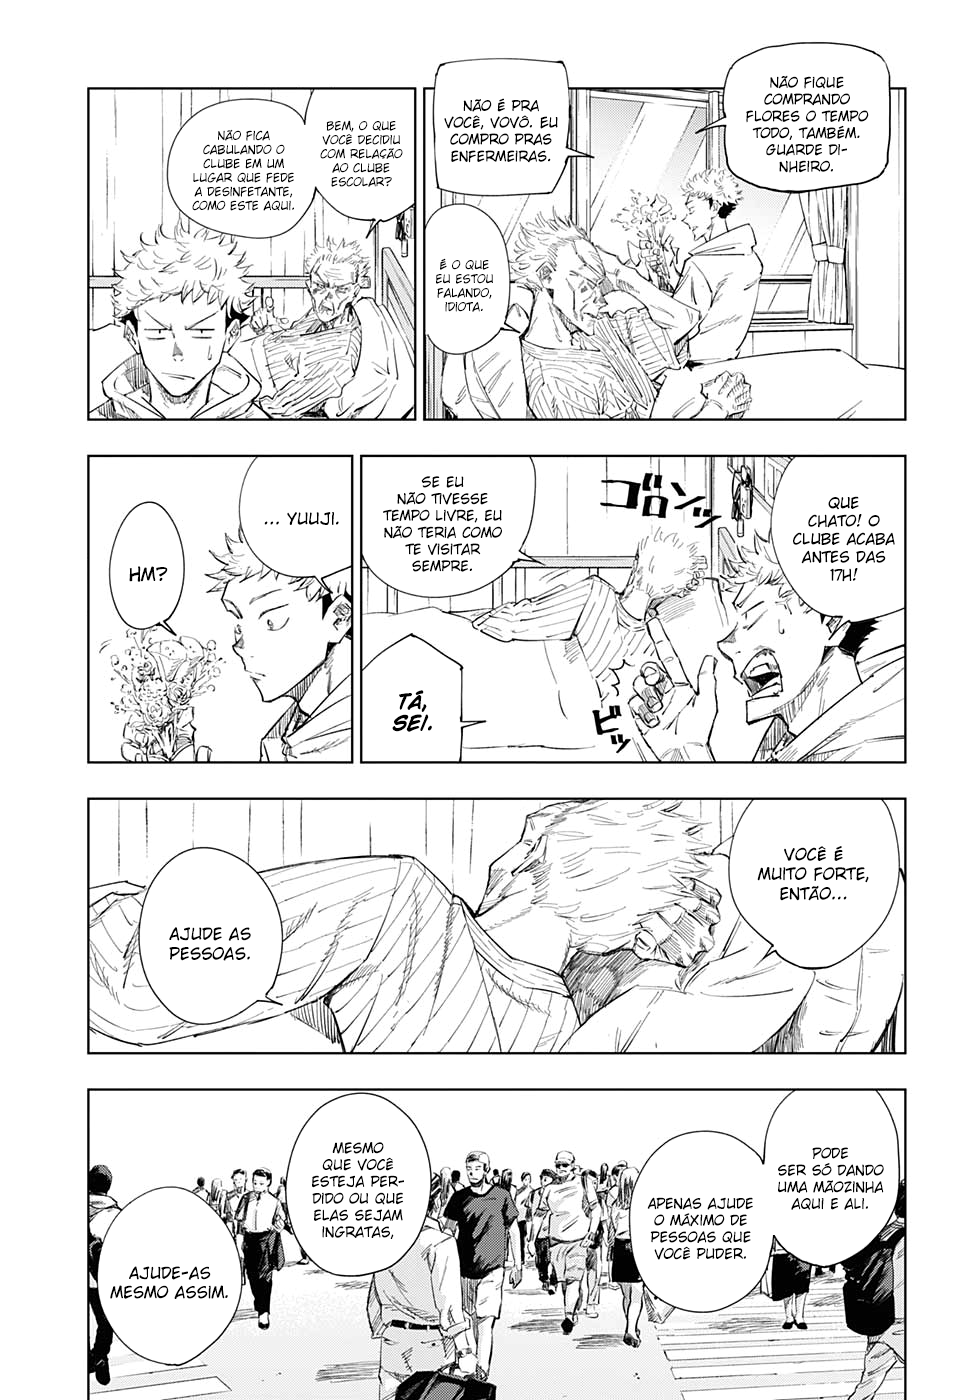 NÃO FIQUE
COMPRANDO
FLORES O TEMPO
TODO, TAMBÉM.
GUARDE DI-
NHEIRO.
NÃO É PRA
VOCÊ, VOVÔ. EU
COMPRO PRAS
ENFERMEIRAS.
É O QUE
EU ESTOU
FALANDO,
IDIOTA.
BEM, O QUE
VOCÊ DECIDIU
COM RELAÇÃO
AO CLUBE
ESCOLAR?
NÃO FICA
CABULANDO O
CLUBE EM UM
LUGAR QUE FEDE
A DESINFETANTE,
COMO ESTE AQUI.
QUE
CHATO! O
CLUBE ACABA
ANTES DAS
17H!
ゴロンッ
ビッ
SE EU
NÃO TIVESSE
TEMPO LIVRE, EU
NÃO TERIA COMO
TE VISITAR
SEMPRE.
TÁ,
SEI.
... YUUJI.
HM?
VOCÊ É
MUITO FORTE,
ENTÃO...
AJUDE AS
PESSOAS.
PODE
SER SÓ DANDO
UMA MÃOZINHA
AQUI E ALI.
APENAS AJUDE
O MÁXIMO DE
PESSOAS QUE
VOCÊ PUDER.
MESMO
QUE VOCÊ
ESTEJA PER-
DIDO OU QUE
ELAS SEJAM
INGRATAS,
AJUDE-AS
MESMO ASSIM.